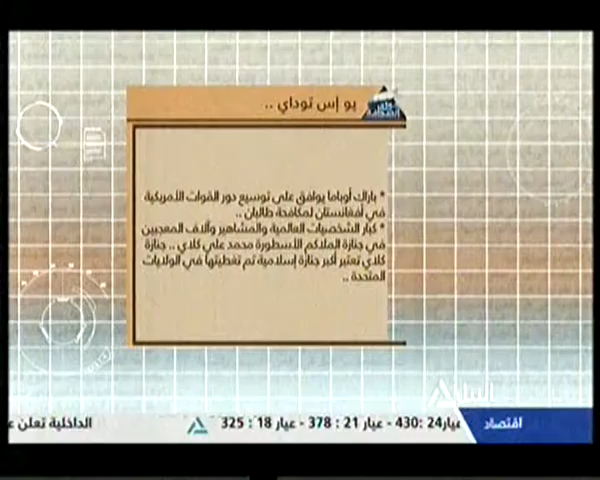 يو إس توداي ..
* باراك أوباما يوافق على توسيع دور القوات الأمريكية
في أفغانستان لمكافحة طالبان ..
* كبار الشخصيات العالمية والمشاهير وآلاف المعجبين
في جنازة الملاكم الأسطورة محمد علي كلاي .. جنازة
كلاي تعتبر أكبر جنازة إسلامية تم تغطيتها في الولايات
المتحدة ..
اقتصاد
عيار24 :430 - عيار 21 : 378 - عيار 18 : 325
الداخلية تعلن